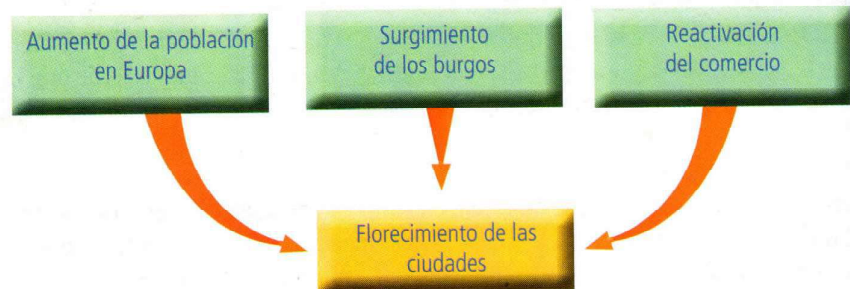 Aumento de la población
en Europa
Surgimiento
de los burgos
Reactivación
del comercio
Florecimiento de las
ciudades